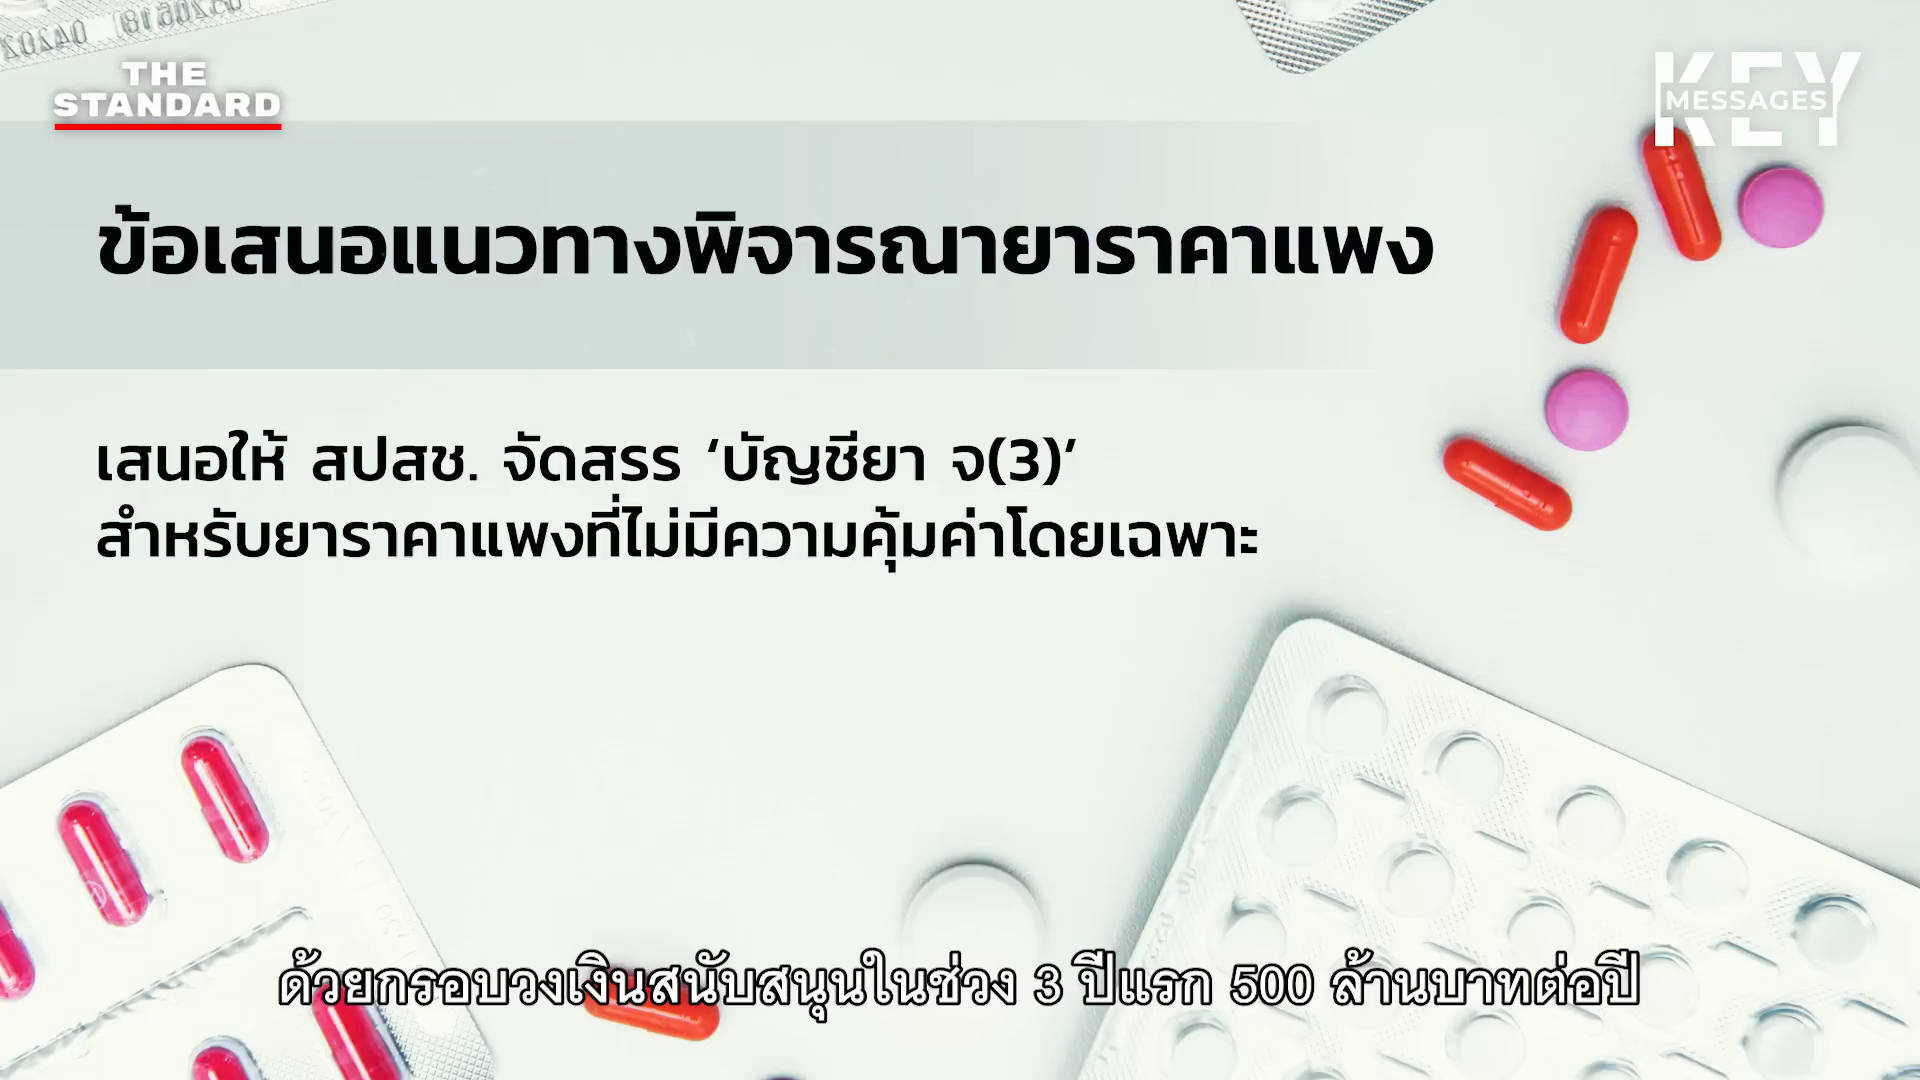 THE
STANDARD
KEY
MESSAGES
ข้อเสนอแนวทางพิจารณายาราคาแพง
เสนอให้ สปสช. จัดสรร ‘บัญชียา จ(3)’
สำหรับยาราคาแพงที่ไม่มีความคุ้มค่าโดยเฉพาะ
ด้วยกรอบวงเงินสนับสนุนในช่วง 3 ปีแรก 500 ล้านบาทต่อปี